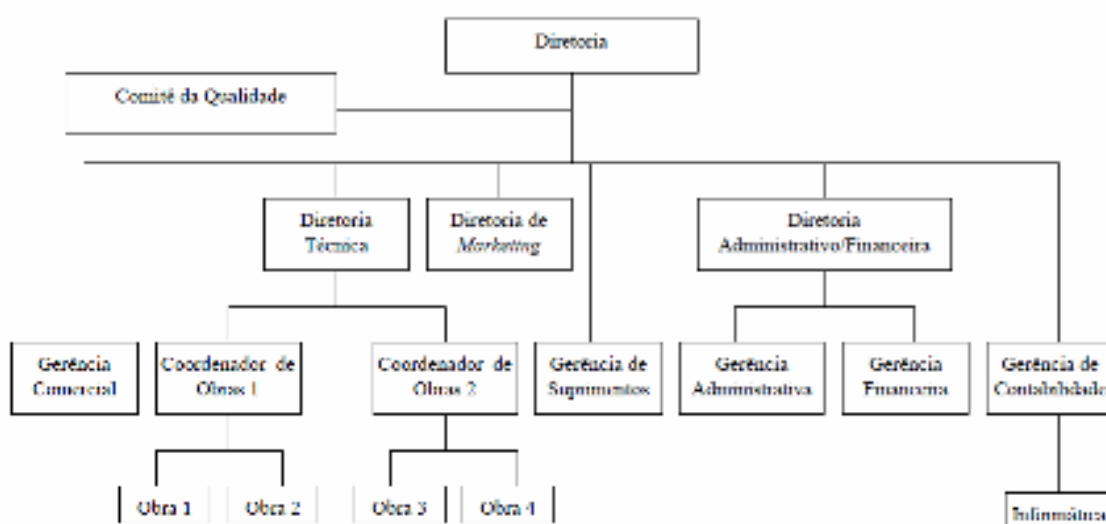 Diretoria
Comitê da Qualidade
Diretoria
Técnica
Diretoria de
Marketing
Diretoria
Administrativo/Financeira
Gerência
Comercial
Coordenador de
Obras 1
Coordenador de
Obras 2
Gerência de
Suprimentos
Gerência
Administrativa
Gerência
Financeira
Gerência de
Contabilidade
Obra 1
Obra 2
Obra 3
Obra 4
Informática